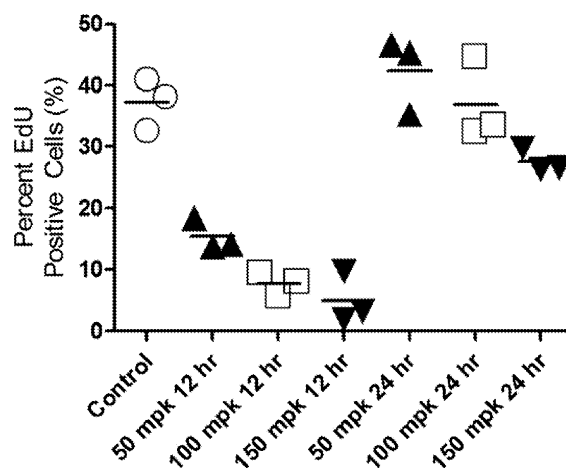 Percent EdU
Positive Cells (%)
50
40
30
20
10
0
Control
50 mpk 12 hr
100 mpk 12 hr
150 mpk 12 hr
50 mpk 24 hr
100 mpk 24 hr
150 mpk 24 hr